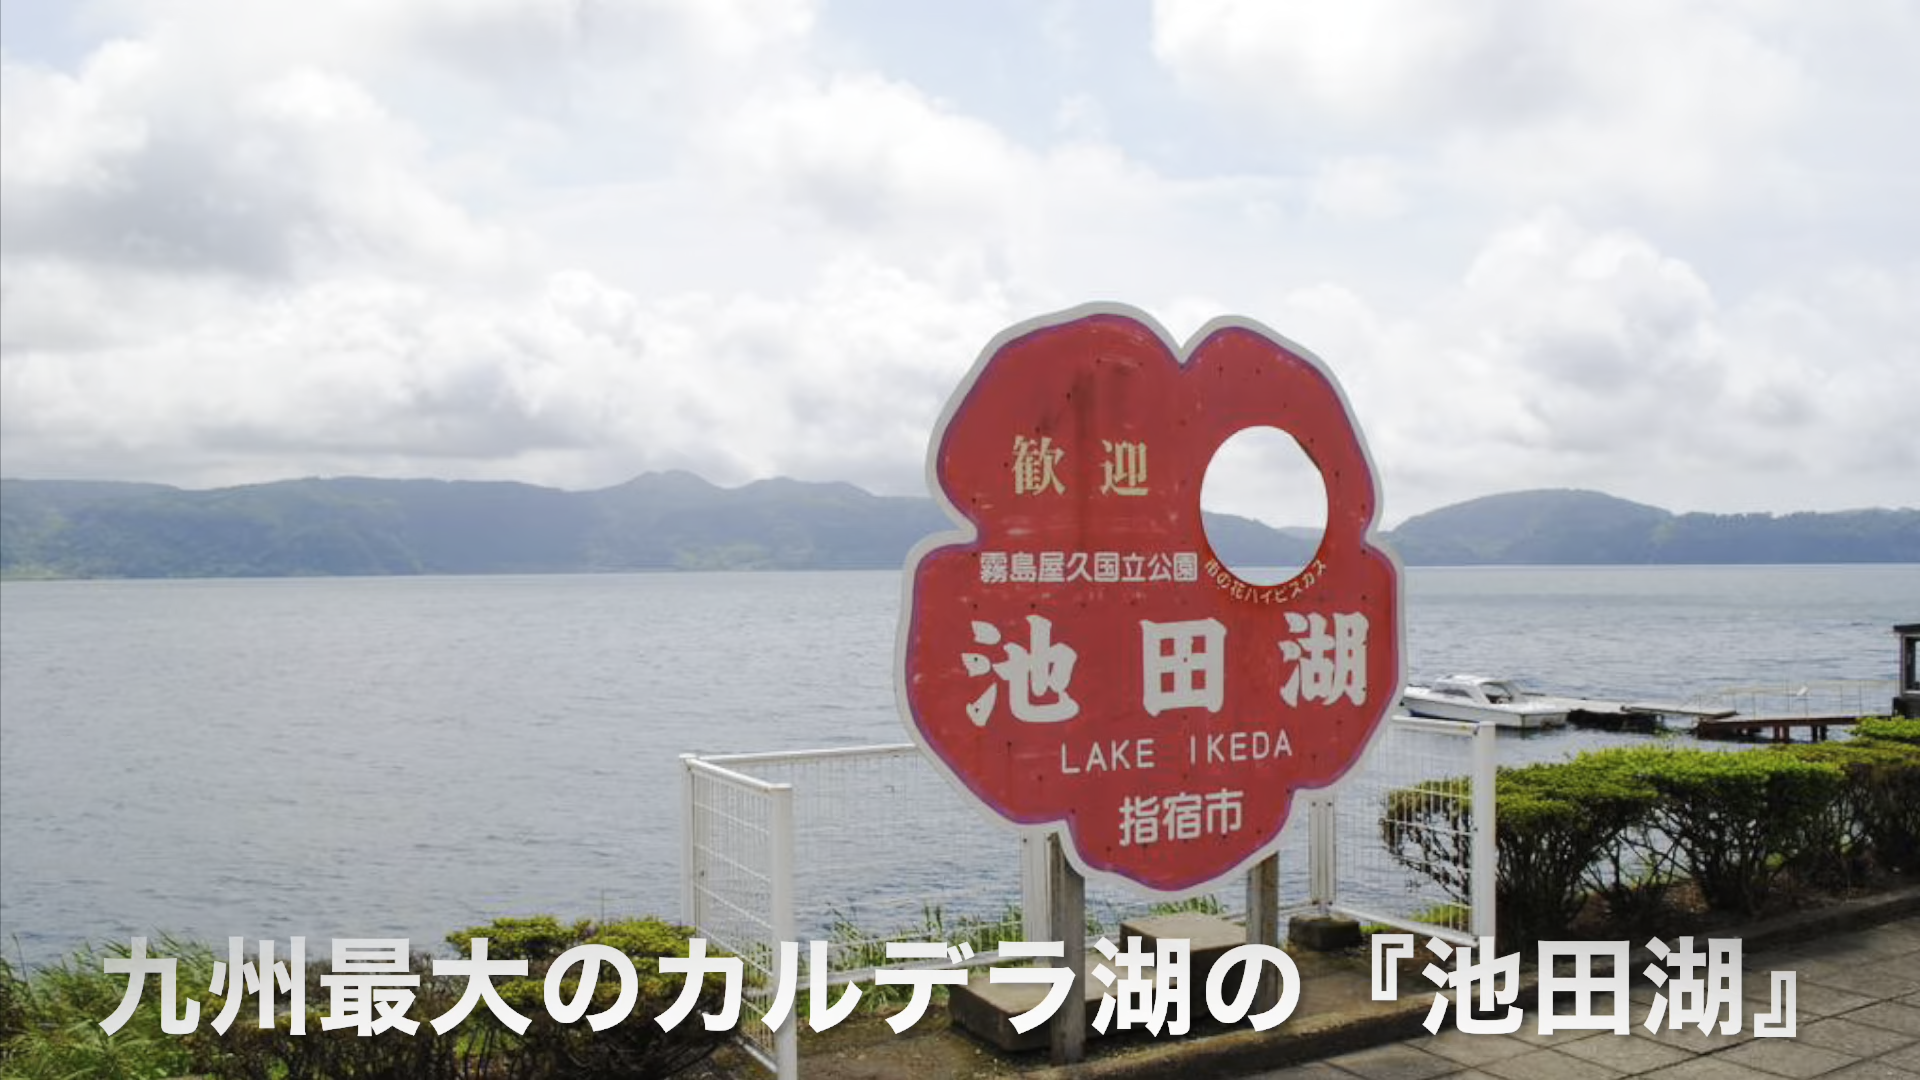 歓迎
霧島屋久国立公園
市の花ハイビスカス
池田湖
LAKE IKEDA
指宿市
九州最大のカルデラ湖の『池田湖』